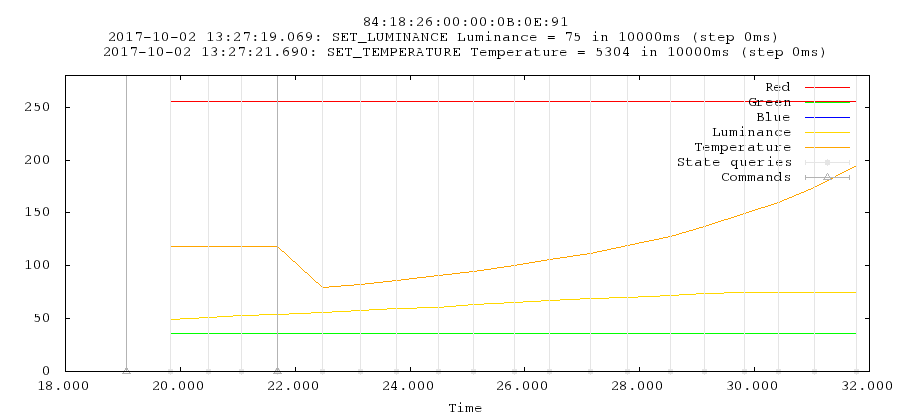 84:18:26:00:00:0B:0E:91
2017-10-02 13:27:19.069: SET_LUMINANCE Luminance = 75 in 10000ms (step 0ms)
2017-10-02 13:27:21.690: SET_TEMPERATURE Temperature = 5304 in 10000ms (step 0ms)
250
200
150
100
50
0
Red
Green
Blue
Luminance
Temperature
State queries
Commands
18.000 20.000 22.000 24.000 26.000 28.000 30.000 32.000
Time